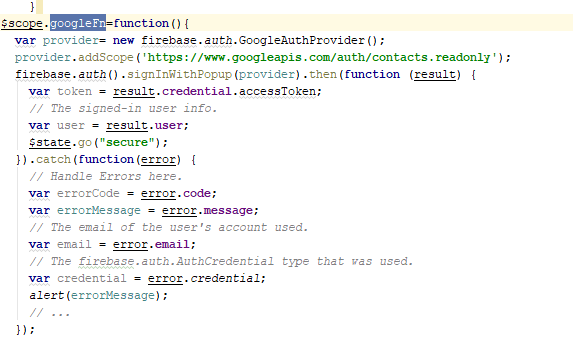 }
$scope.googleFn=function(){
var provider= new firebase.auth.GoogleAuthProvider();
provider.addScope('https://www.googleapis.com/auth/contacts.readonly');
firebase.auth().signInWithPopup(provider).then(function (result) {
var token = result.credential.accessToken;
// The signed-in user info.
var user = result.user;
$state.go("secure");
}).catch(function(error) {
// Handle Errors here.
var errorCode = error.code;
var errorMessage = error.message;
// The email of the user's account used.
var email = error.email;
// The firebase.auth.AuthCredential type that was used.
var credential = error.credential;
alert(errorMessage);
// ...
});